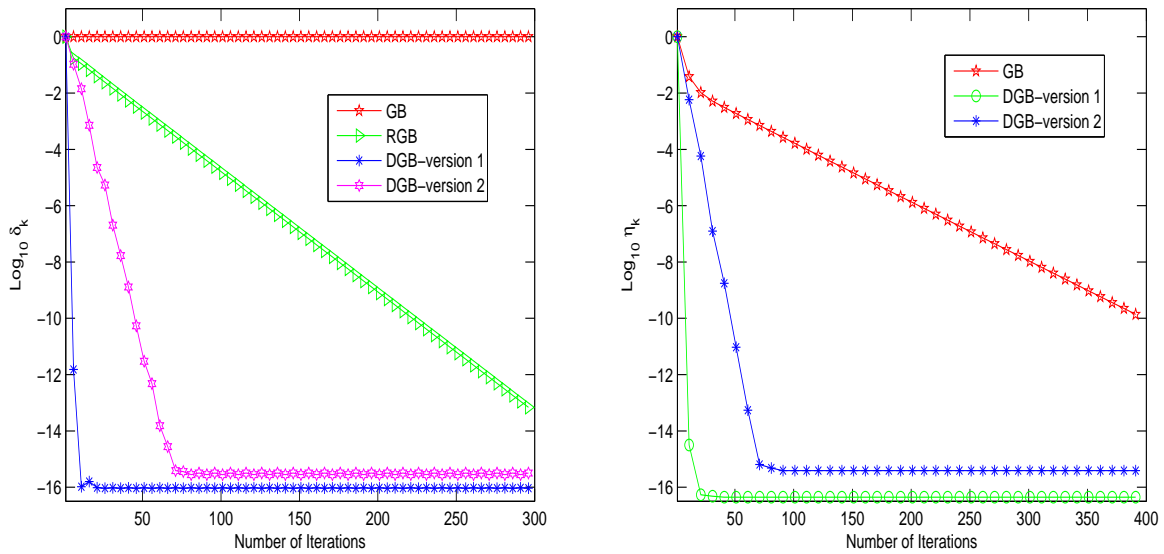 0
−2
−4
−6
−8
−10
−12
−14
−16
50
100
150
200
250
300
Log10 δk
Number of Iterations
GB
RGB
DGB−version 1
DGB−version 2
0
−2
−4
−6
−8
−10
−12
−14
−16
50
100
150
200
250
300
350
400
Log10 ηk
Number of Iterations
GB
DGB−version 1
DGB−version 2